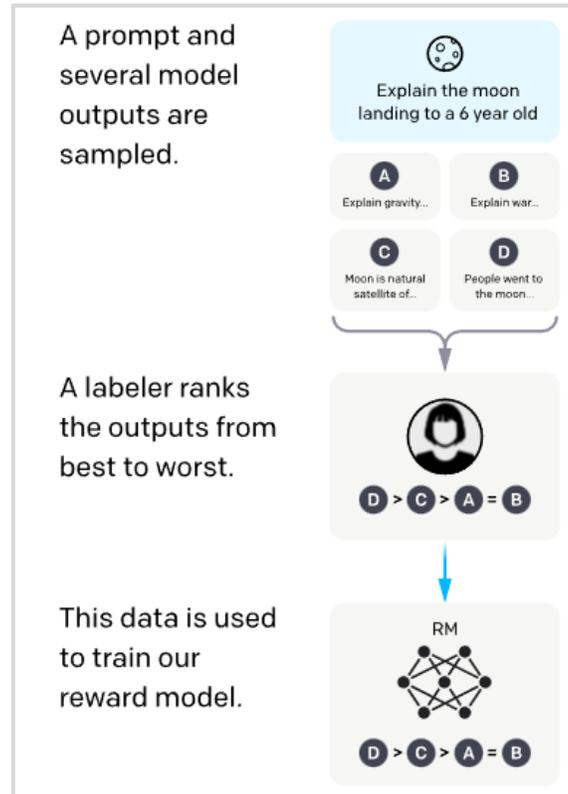 A prompt and
several model
outputs are
sampled.
Explain the moon
landing to a 6 year old
A
Explain gravity...
B
Explain war...
C
Moon is natural
satellite of...
D
People went to
the moon...
A labeler ranks
the outputs from
best to worst.
D > C > A = B
This data is used
to train our
reward model.
RM
D > C > A = B